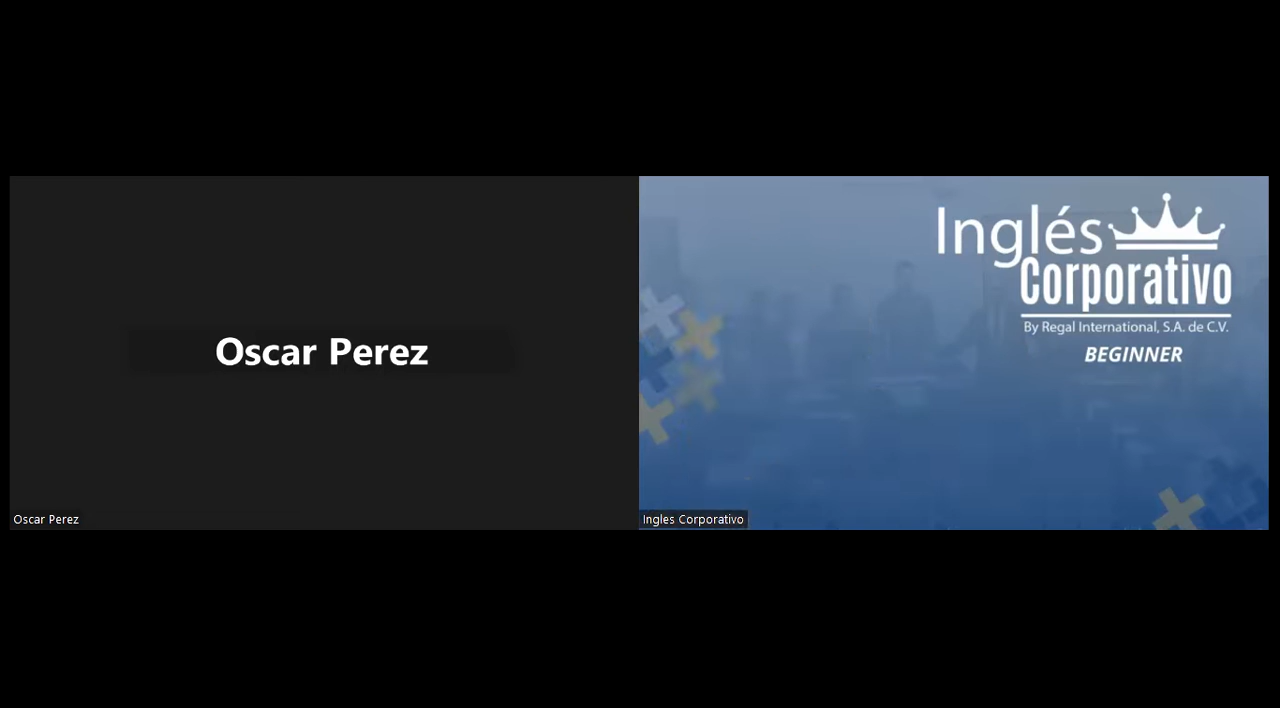 Oscar Perez
Oscar Perez
Inglés
Corporativo
By Regal International, S.A. de C.V.
BEGINNER
Ingles Corporativo